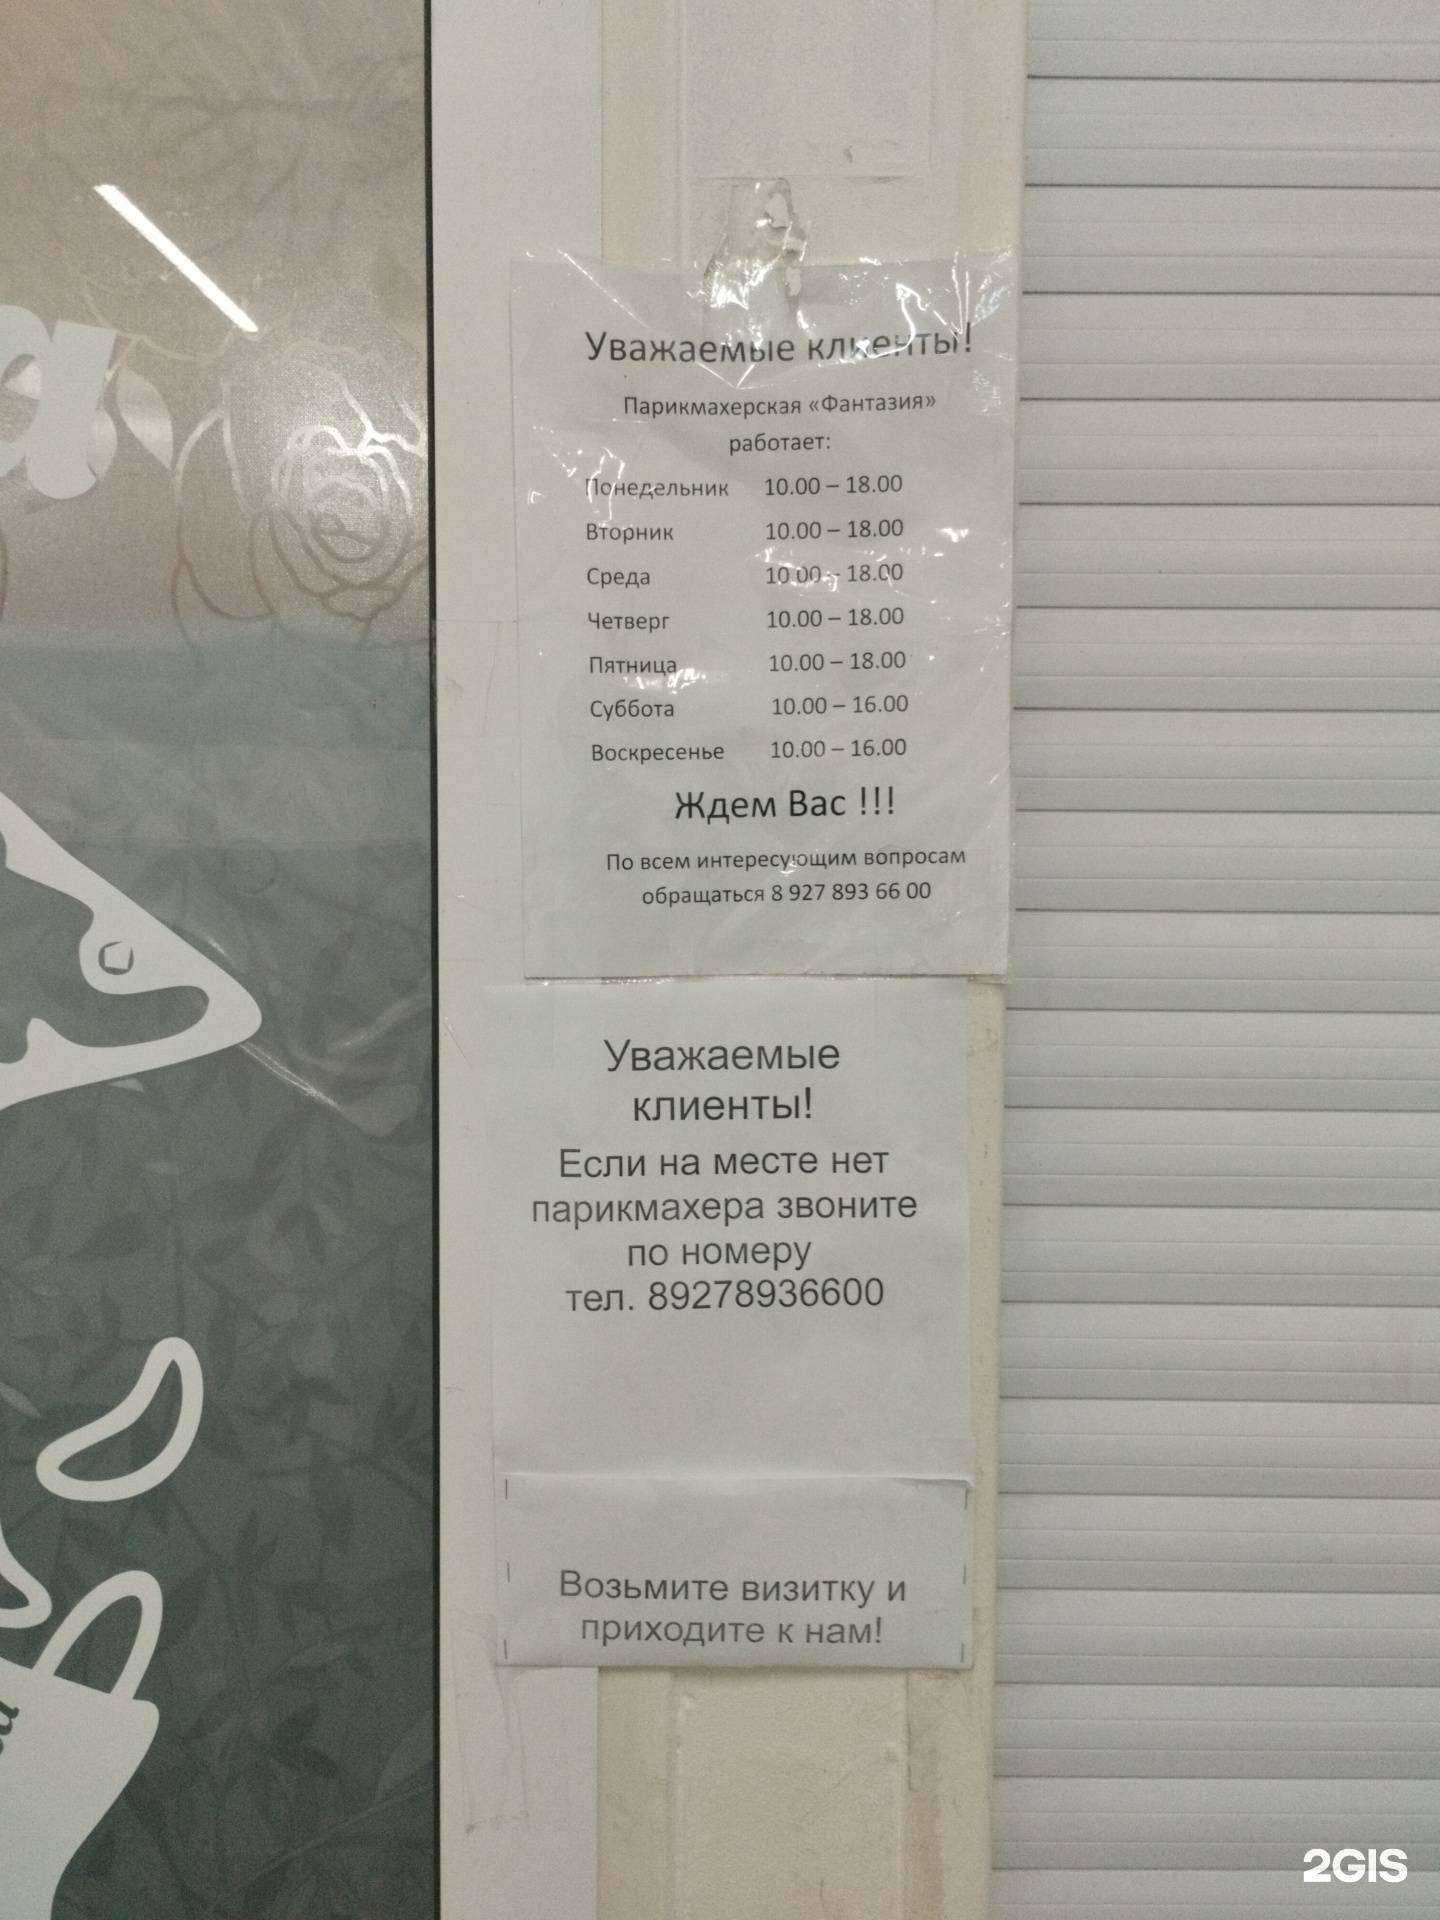 Уважаемые клиенты!
Парикмахерская «Фантазия»
работает:
Понедельник 10.00 – 18.00
Вторник 10.00 – 18.00
Среда 10.00 – 18.00
Четверг 10.00 – 18.00
Пятница 10.00 – 18.00
Суббота 10.00 – 16.00
Воскресенье 10.00 – 16.00
Ждем Вас !!!
По всем интересующим вопросам
обращаться 8 927 893 66 00
Уважаемые
клиенты!
Если на месте нет
парикмахера звоните
по номеру
тел. 89278936600
Возьмите визитку и
приходите к нам!
2GIS